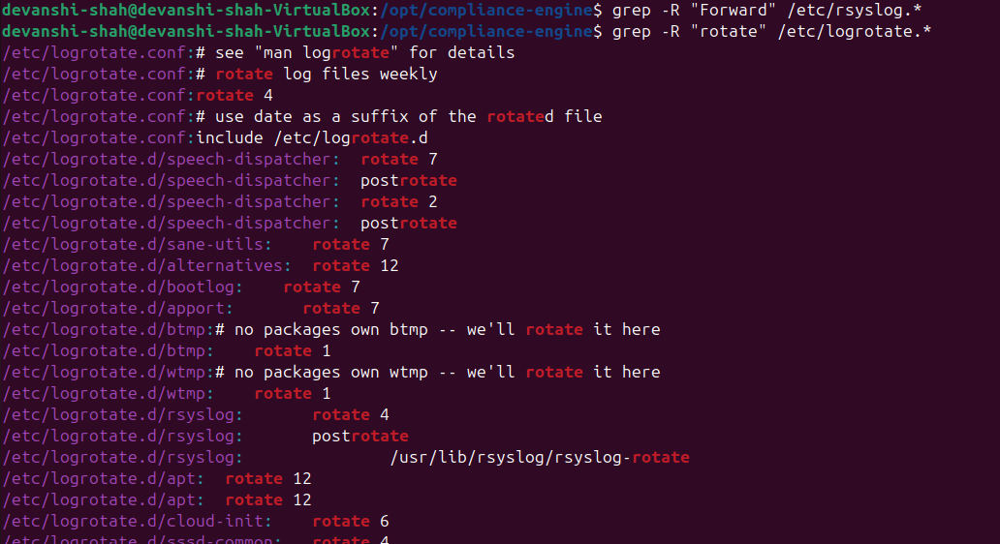 devanshi-shah@devanshi-shah-VirtualBox:/opt/compliance-engine$ grep -R "Forward" /etc/rsyslog.*
devanshi-shah@devanshi-shah-VirtualBox:/opt/compliance-engine$ grep -R "rotate" /etc/logrotate.*
/etc/logrotate.conf:# see "man logrotate" for details
/etc/logrotate.conf:# rotate log files weekly
/etc/logrotate.conf:rotate 4
/etc/logrotate.conf:# use date as a suffix of the rotated file
/etc/logrotate.conf:include /etc/logrotate.d
/etc/logrotate.d/speech-dispatcher:  rotate 7
/etc/logrotate.d/speech-dispatcher:  postrotate
/etc/logrotate.d/speech-dispatcher:  rotate 2
/etc/logrotate.d/speech-dispatcher:  postrotate
/etc/logrotate.d/sane-utils:    rotate 7
/etc/logrotate.d/alternatives:  rotate 12
/etc/logrotate.d/bootlog:    rotate 7
/etc/logrotate.d/apport:       rotate 7
/etc/logrotate.d/btmp:# no packages own btmp -- we'll rotate it here
/etc/logrotate.d/btmp:    rotate 1
/etc/logrotate.d/wtmp:# no packages own wtmp -- we'll rotate it here
/etc/logrotate.d/wtmp:    rotate 1
/etc/logrotate.d/rsyslog:       rotate 4
/etc/logrotate.d/rsyslog:       postrotate
/etc/logrotate.d/rsyslog:               /usr/lib/rsyslog/rsyslog-rotate
/etc/logrotate.d/apt:  rotate 12
/etc/logrotate.d/apt:  rotate 12
/etc/logrotate.d/cloud-init:    rotate 6
/etc/logrotate.d/sssd-common:   rotate 4